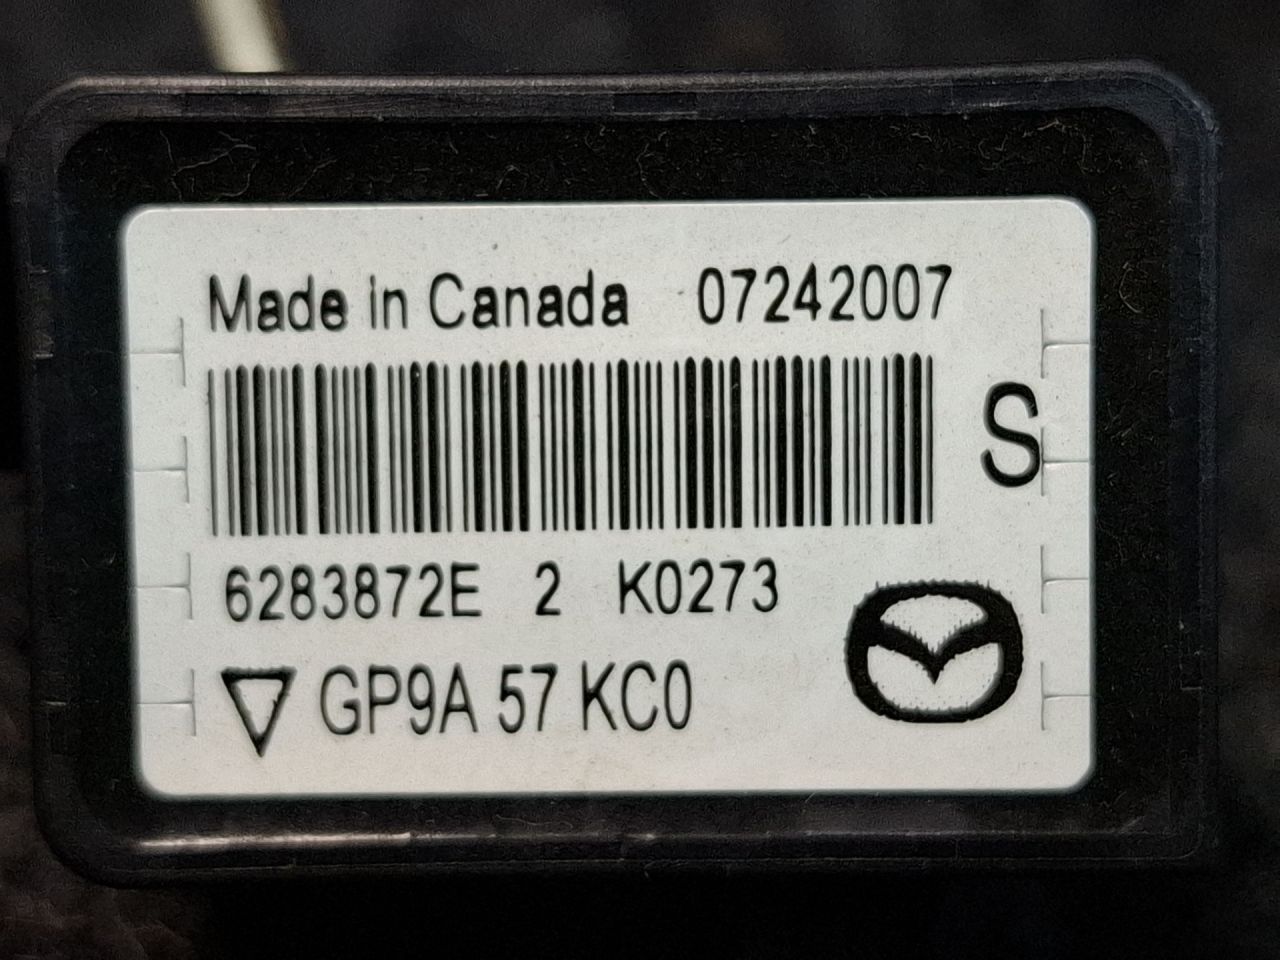 Made in Canada 07242007
S
6283872E 2 K0273
GP9A 57 KC0